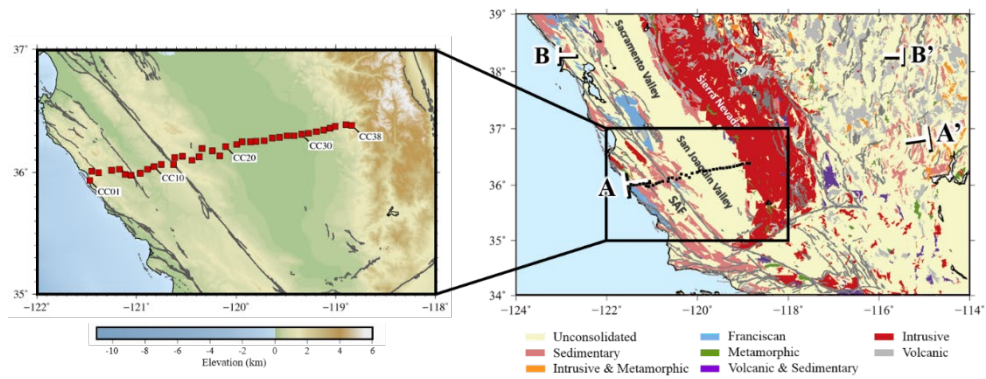 37°
36°
35°
−122° −121° −120° −119° −118°
CC01
CC10
CC20
CC30
CC38
−10 −8 −6 −4 −2 0 2 4 6
Elevation (km)
39°
38°
37°
36°
35°
34°
−124° −122° −120° −118° −116° −114°
B
B’
A
A’
Sacramento Valley
Sierra Nevada
San Joaquin Valley
SAF
Unconsolidated
Sedimentary
Intrusive & Metamorphic
Franciscan
Metamorphic
Volcanic & Sedimentary
Intrusive
Volcanic